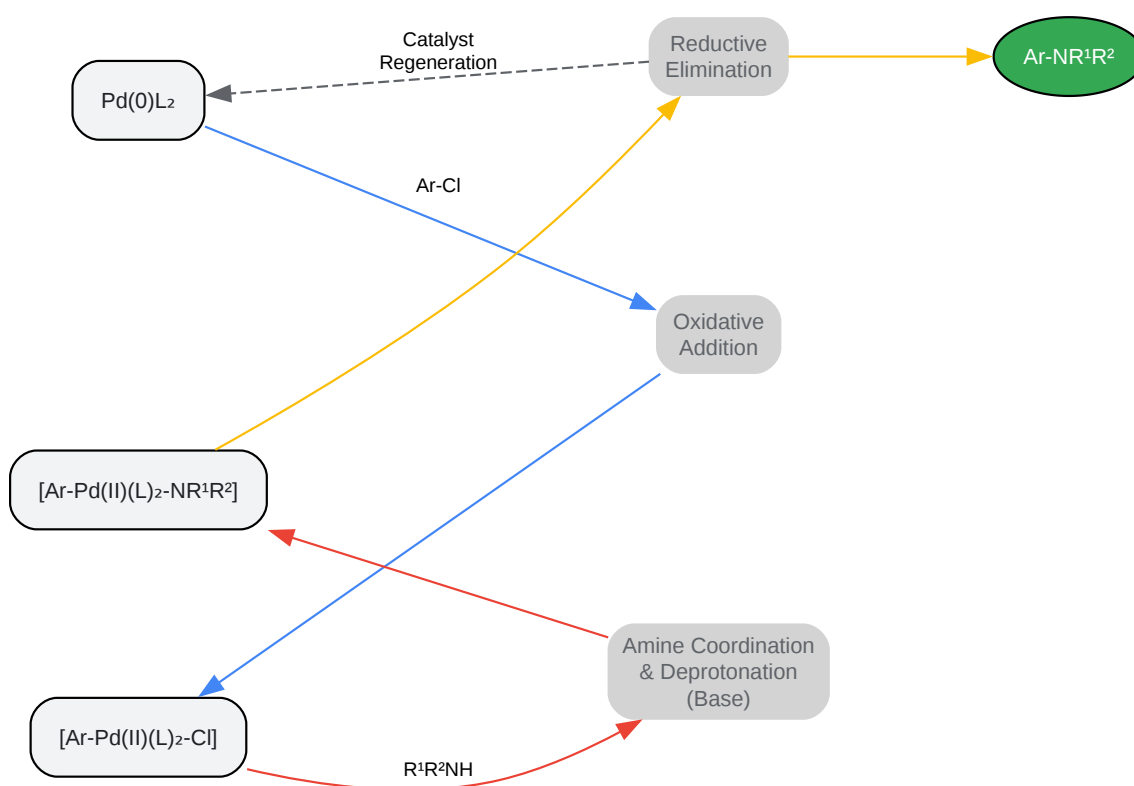 Catalyst
Regeneration
Reductive
Elimination
Ar-NR¹R²
Pd(0)L₂
Ar-Cl
Oxidative
Addition
[Ar-Pd(II)(L)₂-NR¹R²]
Amine Coordination
& Deprotonation
(Base)
[Ar-Pd(II)(L)₂-Cl]
R¹R²NH